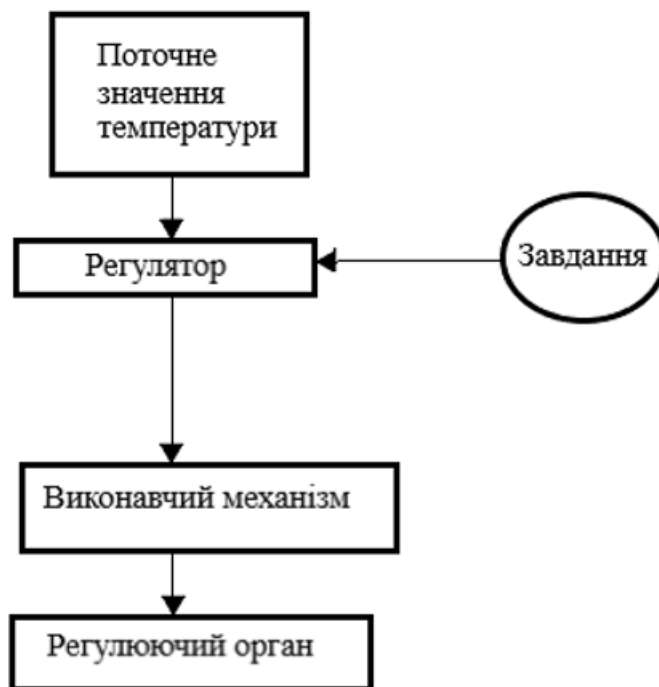 Поточне
значення
температури
Регулятор
Завдання
Виконавчий механізм
Регулюючий орган